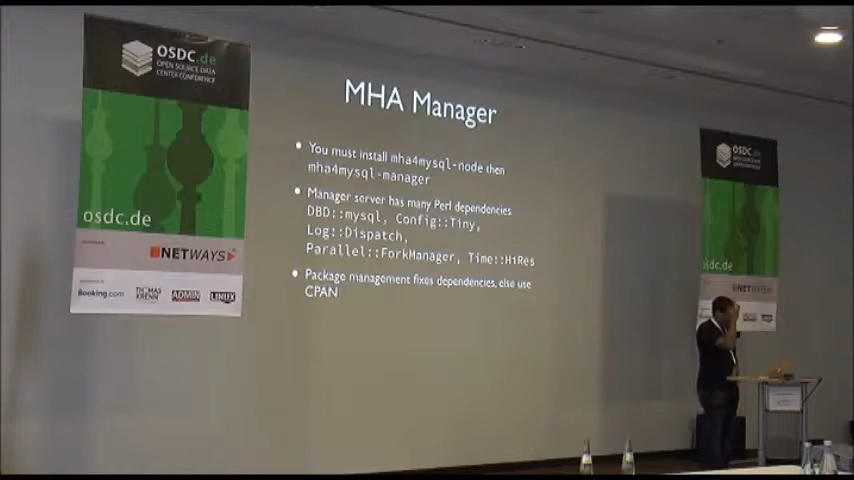 OSDC.de
OPEN SOURCE DATA
CENTER CONFERENCE
osdc.de
NETWAYS
Booking.com
THOMAS
KRENN
ADMIN
LINUX
MHA Manager
• You must install mha4mysql-node then
mha4mysql-manager
• Manager server has many Perl dependencies
DBD::mysql, Config::Tiny,
Log::Dispatch,
Parallel::ForkManager, Time::HiRes
• Package management fixes dependencies, else use
CPAN
OSDC.de
osdc.de
NETWAYS